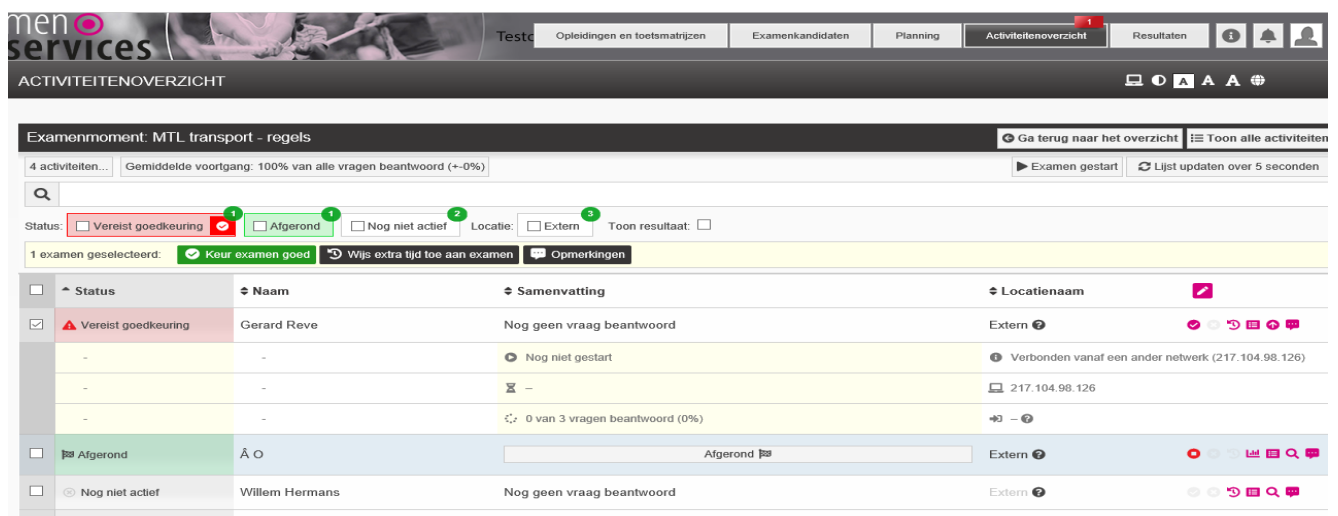 men
services
Testc Opleidingen en toetsmatrijzen Examenkandidaten Planning Activiteitenoverzicht 1 Resultaten
ACTIVITEITENOVERZICHT A A A
Examenmoment: MTL transport - regels Ga terug naar het overzicht Toon alle activiteiten
4 activiteiten... Gemiddelde voortgang: 100% van alle vragen beantwoord (+-0%) Examen gestart Lijst updaten over 5 seconden
Status: Vereist goedkeuring 1 Afgerond 1 Nog niet actief 2 Locatie: Extern 3 Toon resultaat:
1 examen geselecteerd: Keur examen goed Wijs extra tijd toe aan examen Opmerkingen
Status Naam Samenvatting Locatienaam
Vereist goedkeuring Gerard Reve Nog geen vraag beantwoord Extern
- - Nog niet gestart Verbonden vanaf een ander netwerk (217.104.98.126)
- - – 217.104.98.126
- - 0 van 3 vragen beantwoord (0%) –
Afgerond Â O Afgerond Extern
Nog niet actief Willem Hermans Nog geen vraag beantwoord Extern